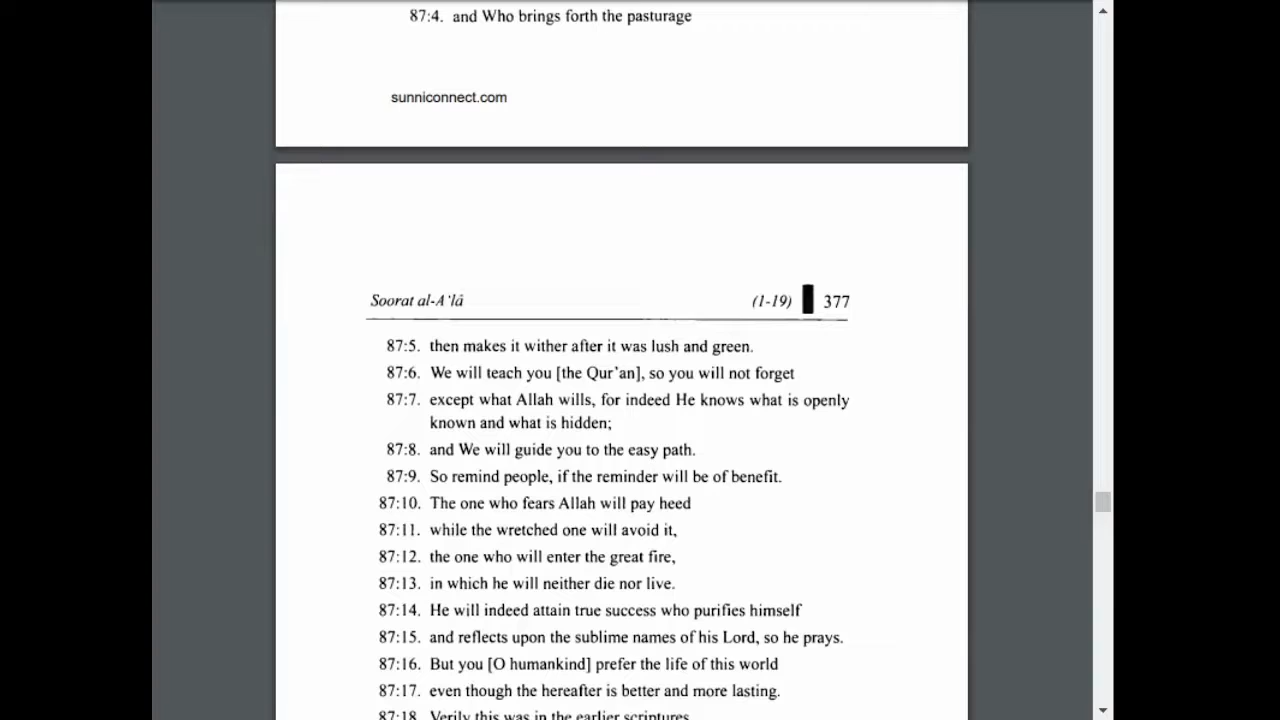 87:4. and Who brings forth the pasturage
sunniconnect.com
Soorat al-A'lâ (1-19) 377
87:5. then makes it wither after it was lush and green.
87:6. We will teach you [the Qur'an], so you will not forget
87:7. except what Allah wills, for indeed He knows what is openly
known and what is hidden;
87:8. and We will guide you to the easy path.
87:9. So remind people, if the reminder will be of benefit.
87:10. The one who fears Allah will pay heed
87:11. while the wretched one will avoid it,
87:12. the one who will enter the great fire,
87:13. in which he will neither die nor live.
87:14. He will indeed attain true success who purifies himself
87:15. and reflects upon the sublime names of his Lord, so he prays.
87:16. But you [O humankind] prefer the life of this world
87:17. even though the hereafter is better and more lasting.
87:18. Verily this was in the earlier scriptures